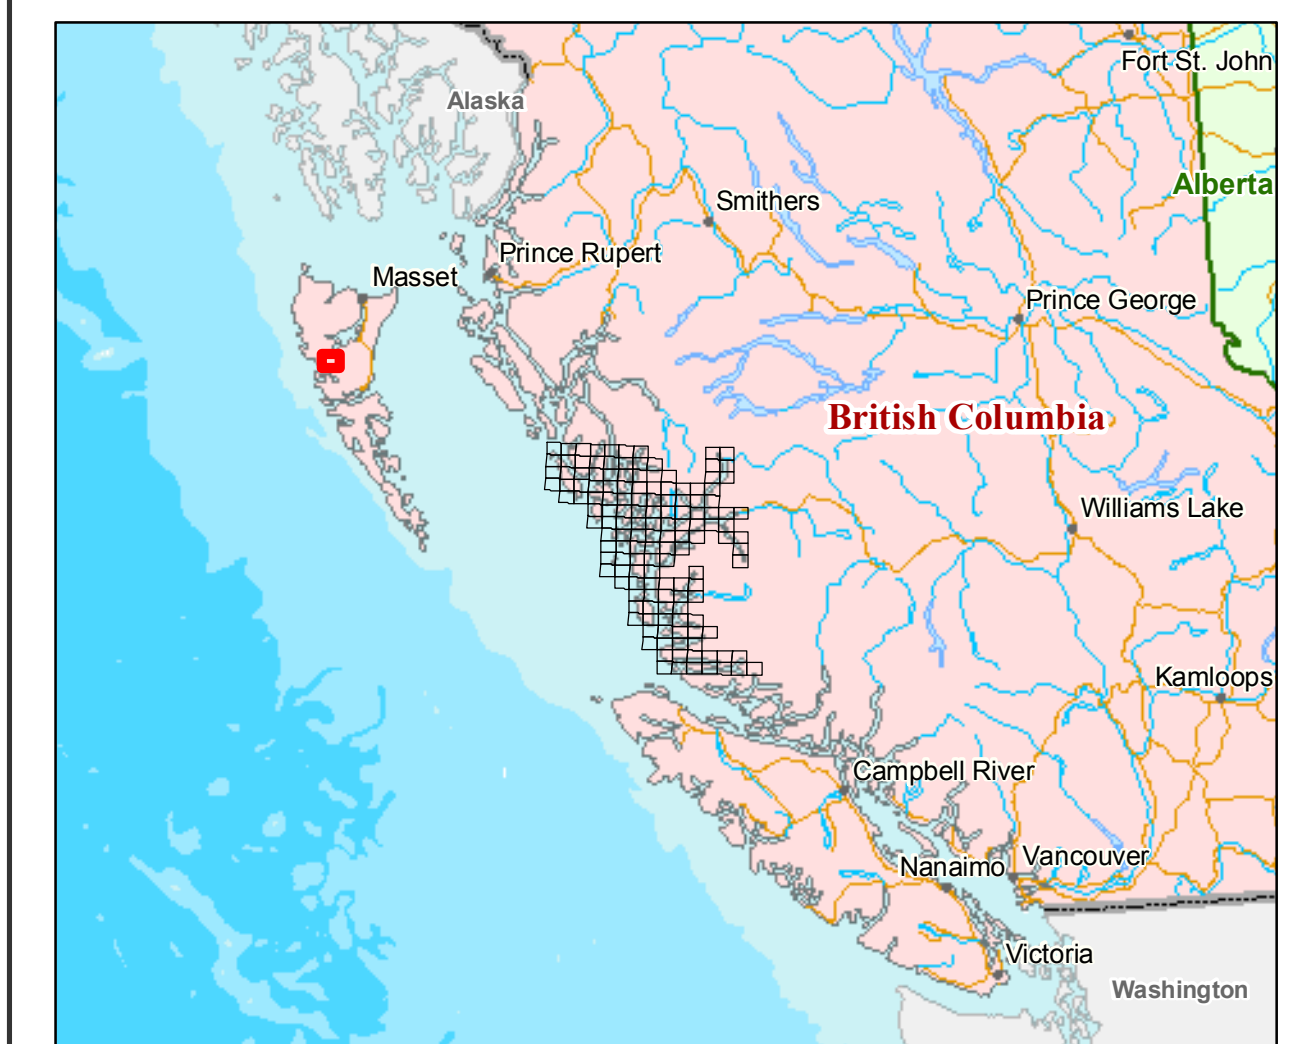 Fort St. John
Alaska
Alberta
Smithers
Prince Rupert
Masset
Prince George
British Columbia
Williams Lake
Kamloops
Campbell River
Vancouver
Nanaimo
Victoria
Washington